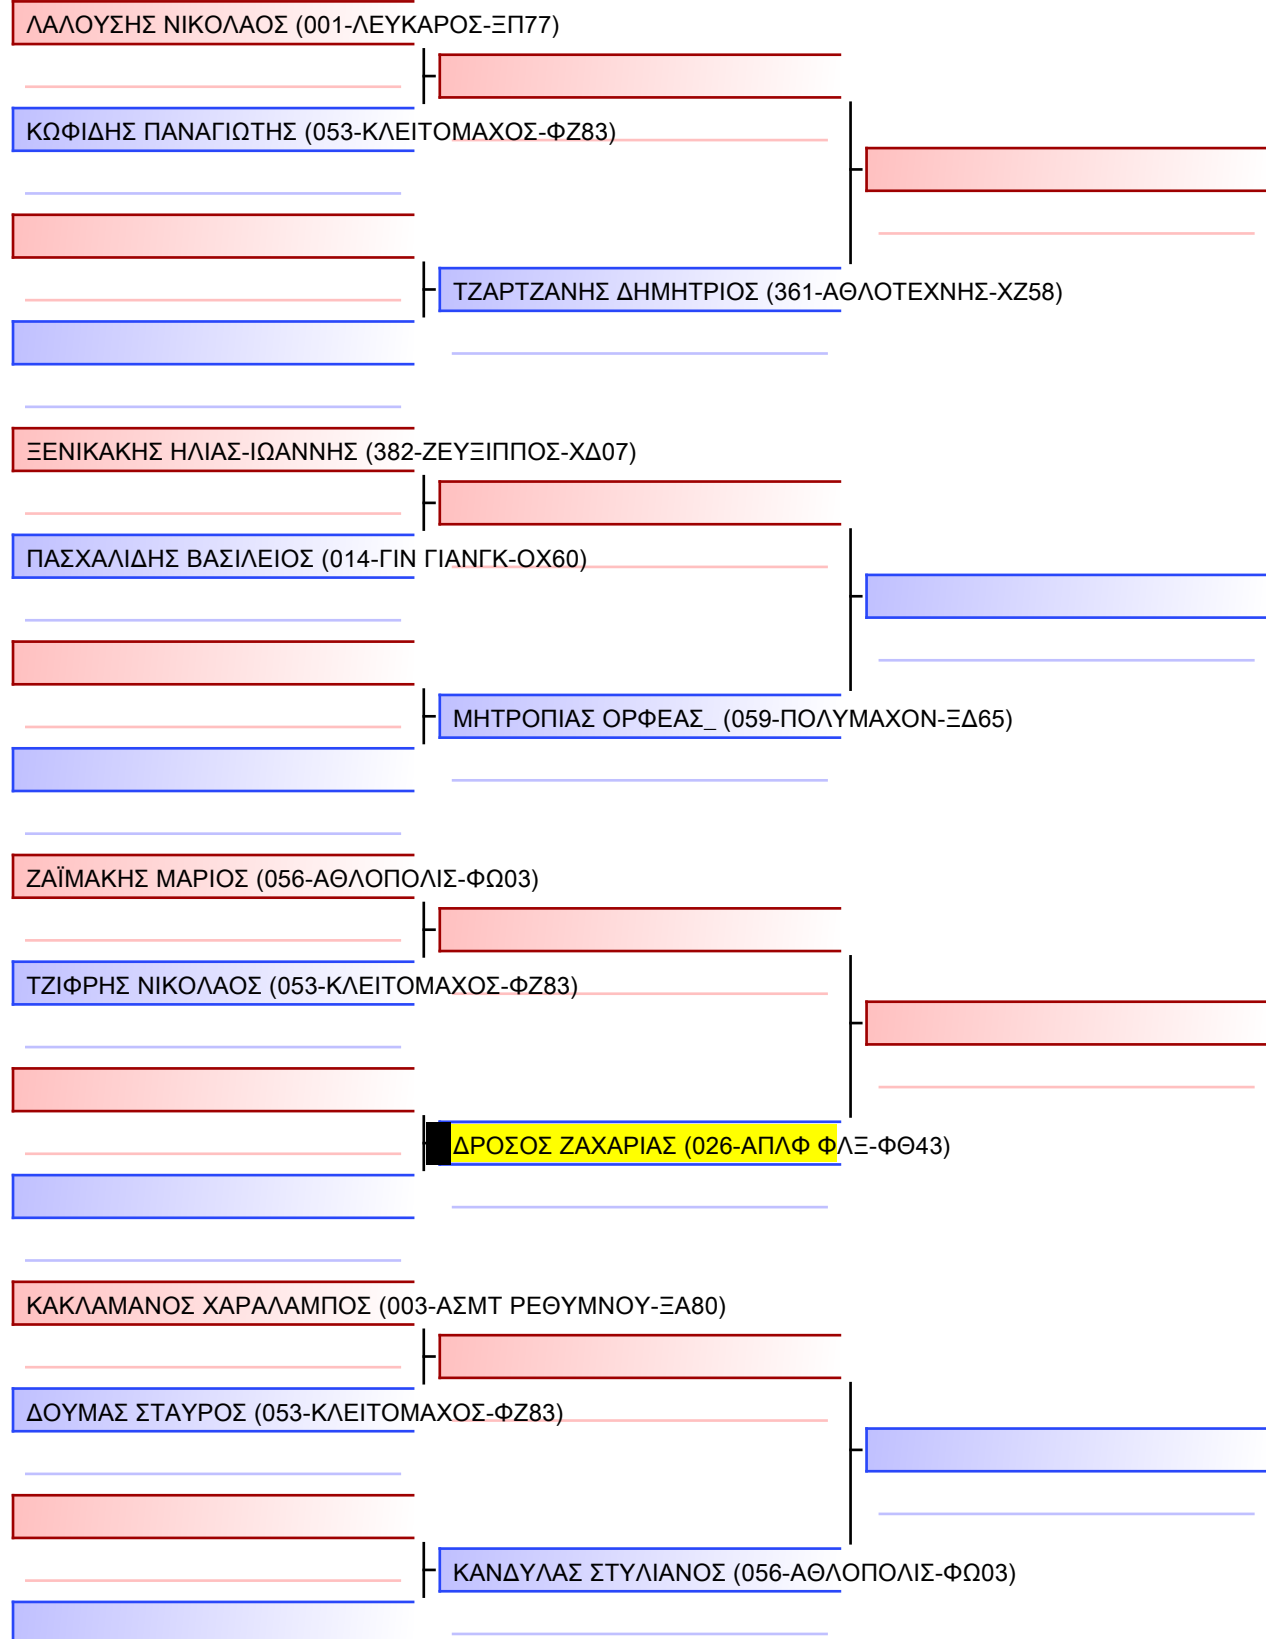 ΛΑΛΟΥΣΗΣ ΝΙΚΟΛΑΟΣ (001-ΛΕΥΚΑΡΟΣ-ΞΠ77)
ΚΩΦΙΔΗΣ ΠΑΝΑΓΙΩΤΗΣ (053-ΚΛΕΙΤΟΜΑΧΟΣ-ΦΖ83)
ΤΖΑΡΤΖΑΝΗΣ ΔΗΜΗΤΡΙΟΣ (361-ΑΘΛΟΤΕΧΝΗΣ-ΧΖ58)
ΞΕΝΙΚΑΚΗΣ ΗΛΙΑΣ-ΙΩΑΝΝΗΣ (382-ΖΕΥΞΙΠΠΟΣ-ΧΔ07)
ΠΑΣΧΑΛΙΔΗΣ ΒΑΣΙΛΕΙΟΣ (014-ΓΙΝ ΓΙΑΝΓΚ-ΟΧ60)
ΜΗΤΡΟΠΙΑΣ ΟΡΦΕΑΣ_ (059-ΠΟΛΥΜΑΧΟΝ-ΞΔ65)
ΖΑΪΜΑΚΗΣ ΜΑΡΙΟΣ (056-ΑΘΛΟΠΟΛΙΣ-ΦΩ03)
ΤΖΙΦΡΗΣ ΝΙΚΟΛΑΟΣ (053-ΚΛΕΙΤΟΜΑΧΟΣ-ΦΖ83)
ΔΡΟΣΟΣ ΖΑΧΑΡΙΑΣ (026-ΑΠΛΦ ΦΛΞ-ΦΘ43)
ΚΑΚΛΑΜΑΝΟΣ ΧΑΡΑΛΑΜΠΟΣ (003-ΑΣΜΤ ΡΕΘΥΜΝΟΥ-ΞΑ80)
ΔΟΥΜΑΣ ΣΤΑΥΡΟΣ (053-ΚΛΕΙΤΟΜΑΧΟΣ-ΦΖ83)
ΚΑΝΔΥΛΑΣ ΣΤΥΛΙΑΝΟΣ (056-ΑΘΛΟΠΟΛΙΣ-ΦΩ03)